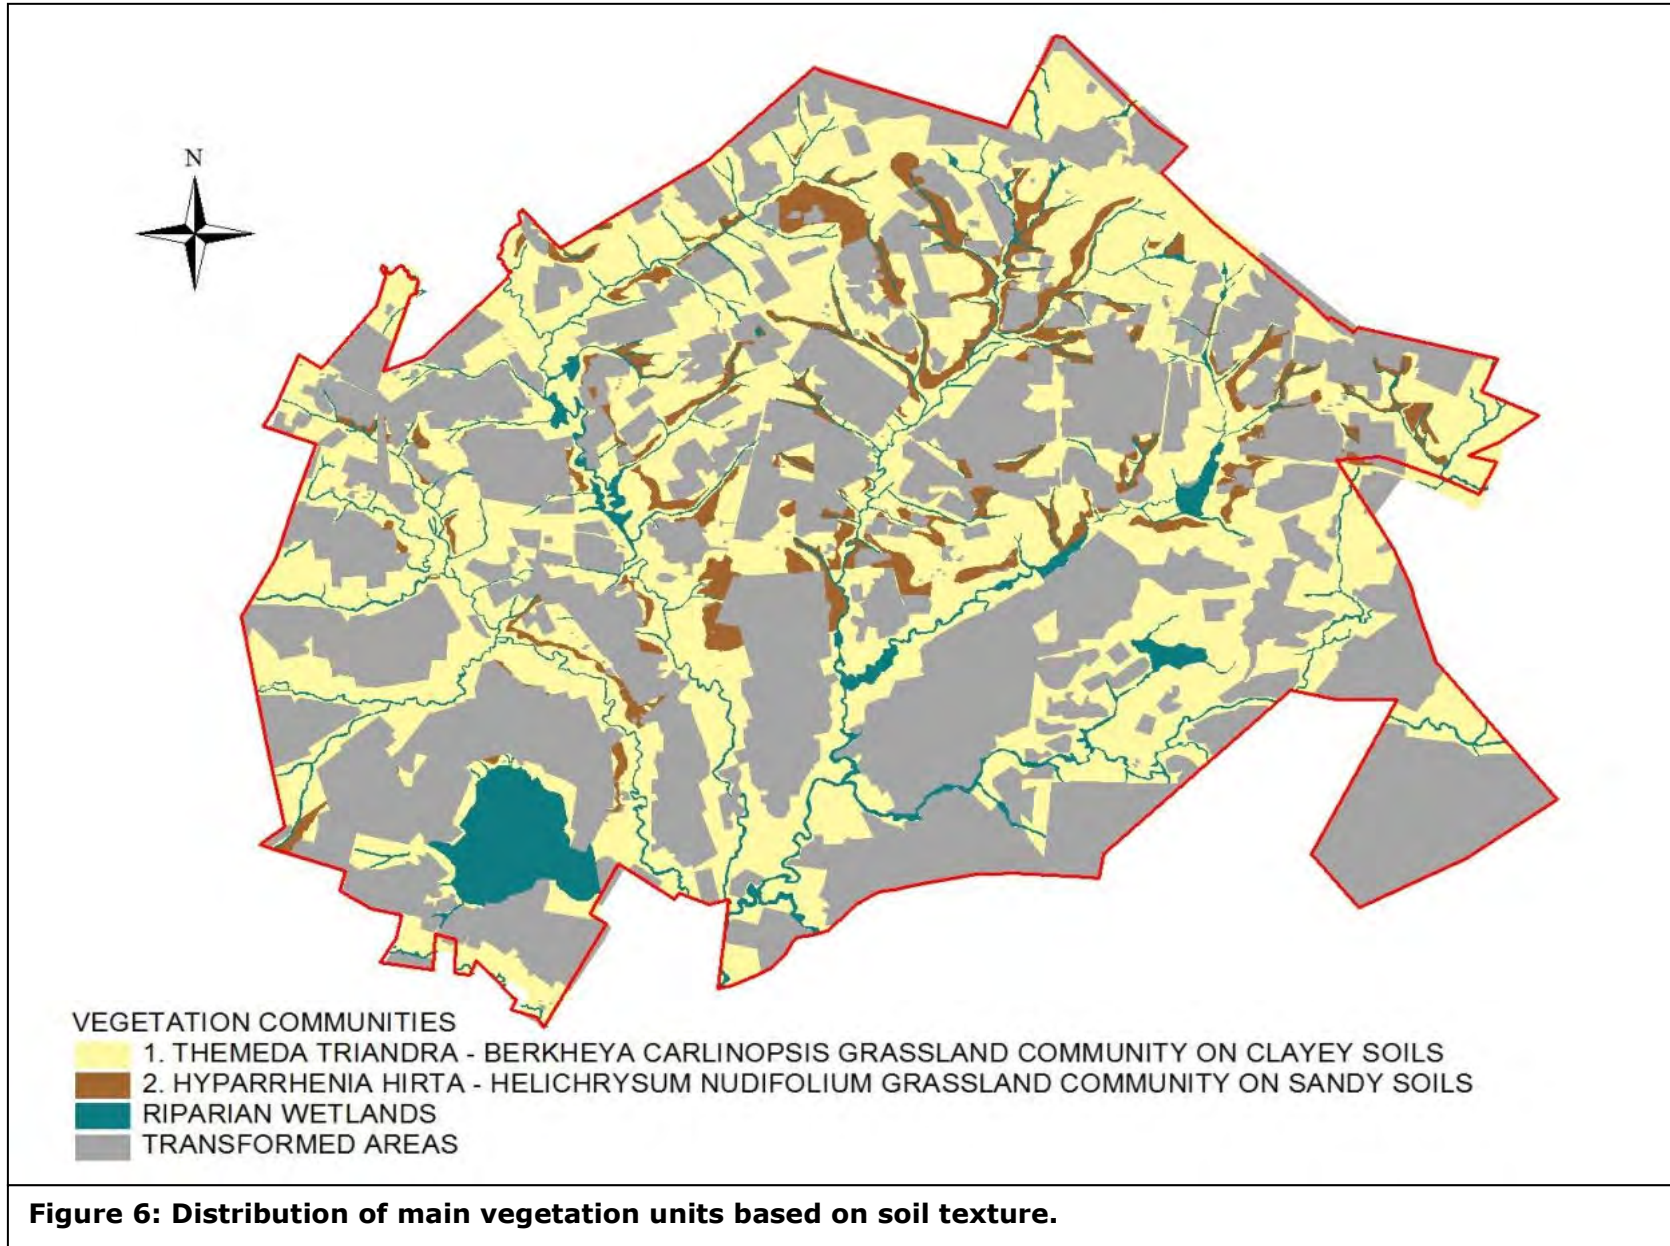 N
VEGETATION COMMUNITIES
1. THEMEDA TRIANDRA - BERKHEYA CARLINOPSIS GRASSLAND COMMUNITY ON CLAYEY SOILS
2. HYPARRHENIA HIRTA - HELICHRYSUM NUDIFOLIUM GRASSLAND COMMUNITY ON SANDY SOILS
RIPARIAN WETLANDS
TRANSFORMED AREAS
Figure 6: Distribution of main vegetation units based on soil texture.